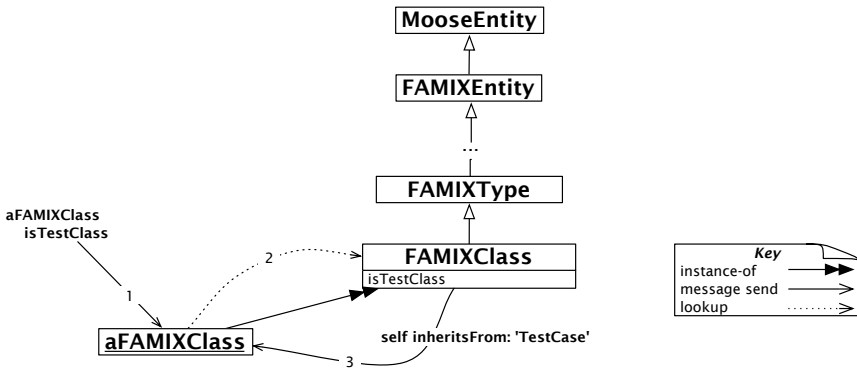 MooseEntity
FAMIXEntity
...
FAMIXType
aFAMIXClass
isTestClass
FAMIXClass
isTestClass
2
1
aFAMIXClass
self inheritsFrom: 'TestCase'
3
Key
instance-of
message send
lookup